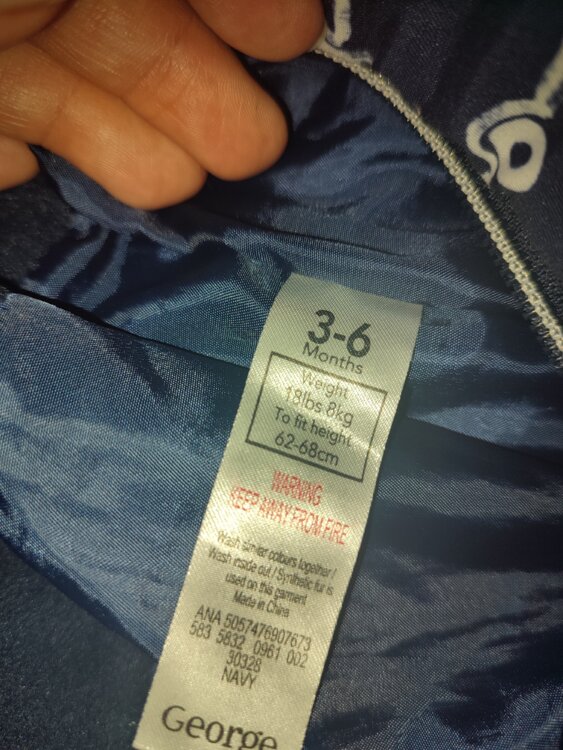 3-6
Months
Weight
18lbs 8kg
To fit height
62-68cm
WARNING
KEEP AWAY FROM FIRE
Wash similar colours together /
Wash inside out / Synthetic fur is
used on this garment
Made in China
ANA 5057476907673
583 5832 0961 002
30328
NAVY
George